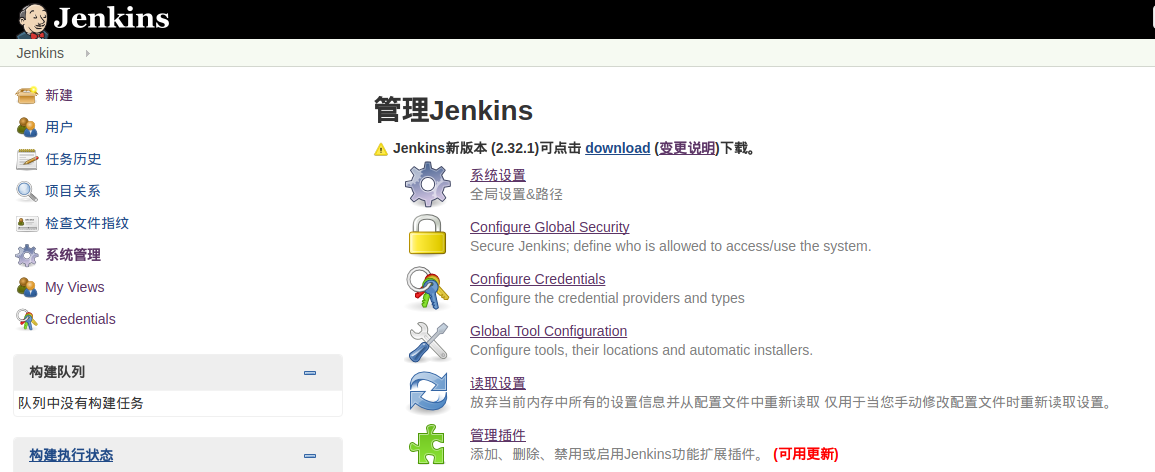 Jenkins
Jenkins
新建
用户
任务历史
项目关系
检查文件指纹
系统管理
My Views
Credentials
构建队列
队列中没有构建任务
构建执行状态
管理Jenkins
Jenkins新版本 (2.32.1)可点击 download (变更说明)下载。
系统设置
全局设置&路径
Configure Global Security
Secure Jenkins; define who is allowed to access/use the system.
Configure Credentials
Configure the credential providers and types
Global Tool Configuration
Configure tools, their locations and automatic installers.
读取设置
放弃当前内存中所有的设置信息并从配置文件中重新读取 仅用于当您手动修改配置文件时重新读取设置。
管理插件
添加、删除、禁用或启用Jenkins功能扩展插件。 (可用更新)